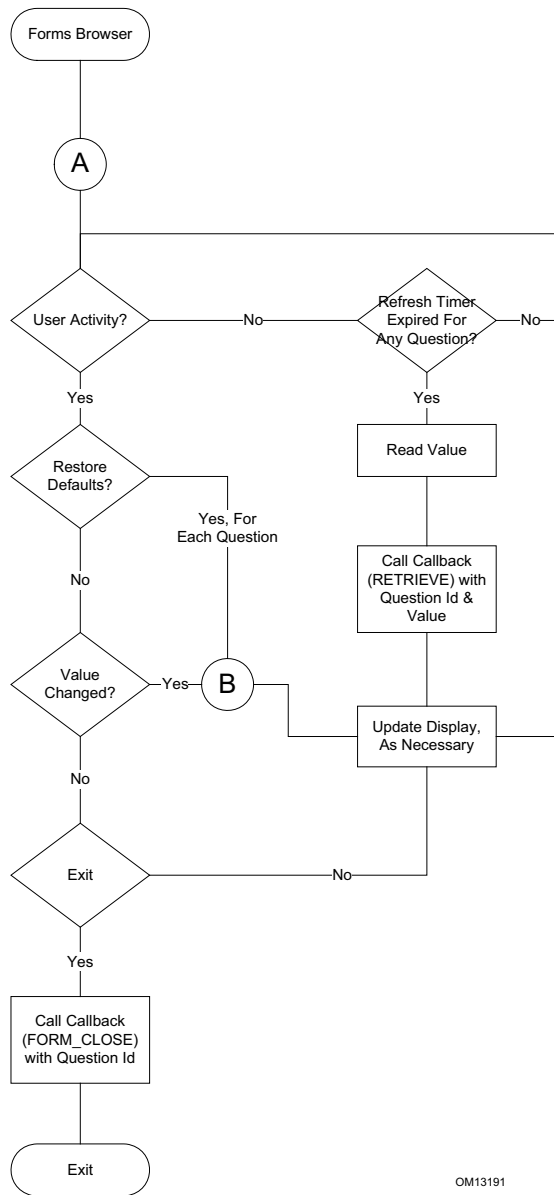 Forms Browser
A
User Activity?
No
Refresh Timer
Expired For
Any Question?
No
Yes
Yes
Restore
Defaults?
Read Value
Yes, For
Each Question
Call Callback
(RETRIEVE) with
Question Id &
Value
No
Value
Changed?
Yes
B
Update Display,
As Necessary
No
Exit
No
Yes
Call Callback
(FORM_CLOSE)
with Question Id
Exit
OM13191